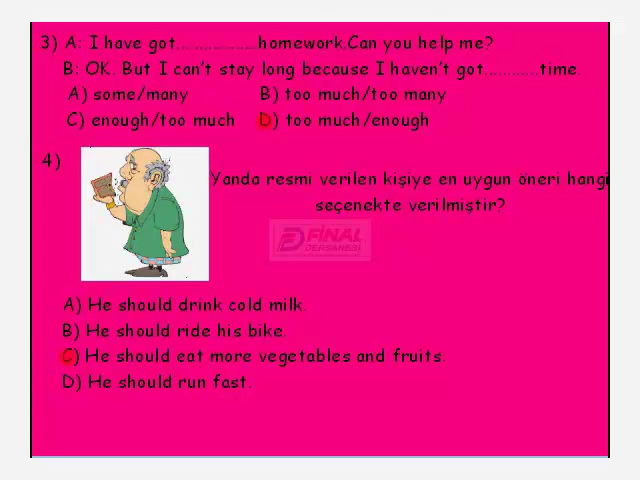 3) A: I have got..................homework.Can you help me?
B: OK. But I can't stay long because I haven't got............time.
A) some/many B) too much/too many
C) enough/too much D) too much/enough
4)
Yanda resmi verilen kişiye en uygun öneri hangi
seçenekte verilmiştir?
FİNAL
DERSANESİ
A) He should drink cold milk.
B) He should ride his bike.
C) He should eat more vegetables and fruits.
D) He should run fast.